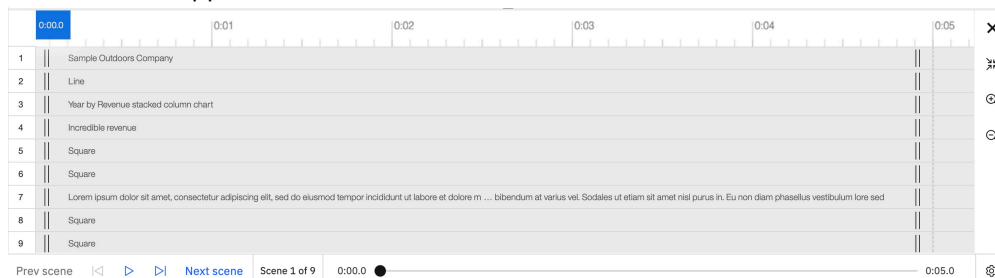 0:00.0 0:01 0:02 0:03 0:04 0:05
1 Sample Outdoors Company
2 Line
3 Year by Revenue stacked column chart
4 Incredible revenue
5 Square
6 Square
7 Lorem ipsum dolor sit amet, consectetur adipiscing elit, sed do eiusmod tempor incididunt ut labore et dolore m … bibendum at varius vel. Sodales ut etiam sit amet nisl purus in. Eu non diam phasellus vestibulum lore sed
8 Square
9 Square
Prev scene Next scene Scene 1 of 9 0:00.0 0:05.0